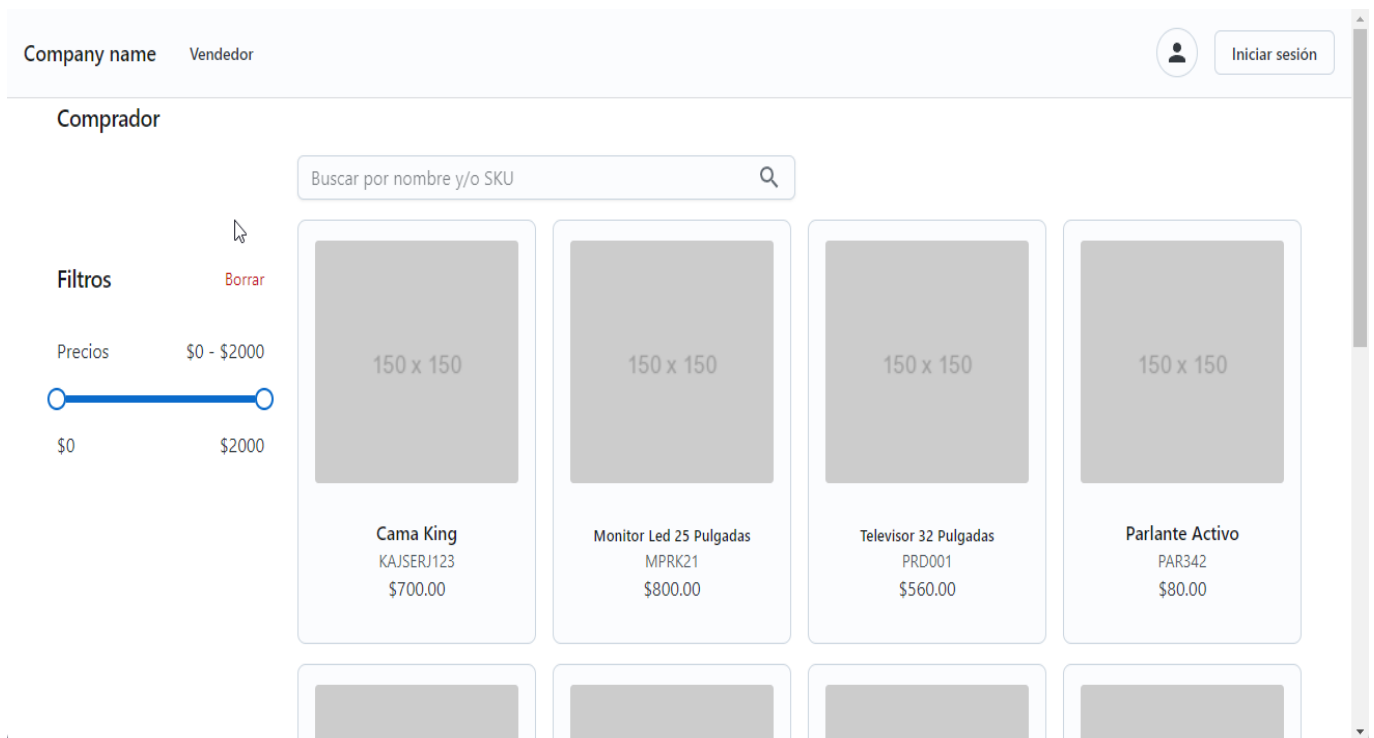 Company name
Vendedor
Iniciar sesión
Comprador
Buscar por nombre y/o SKU
Filtros
Borrar
Precios
$0 - $2000
$0
$2000
150 x 150
150 x 150
150 x 150
150 x 150
Cama King
KAJSERJ123
$700.00
Monitor Led 25 Pulgadas
MPRK21
$800.00
Televisor 32 Pulgadas
PRD001
$560.00
Parlante Activo
PAR342
$80.00